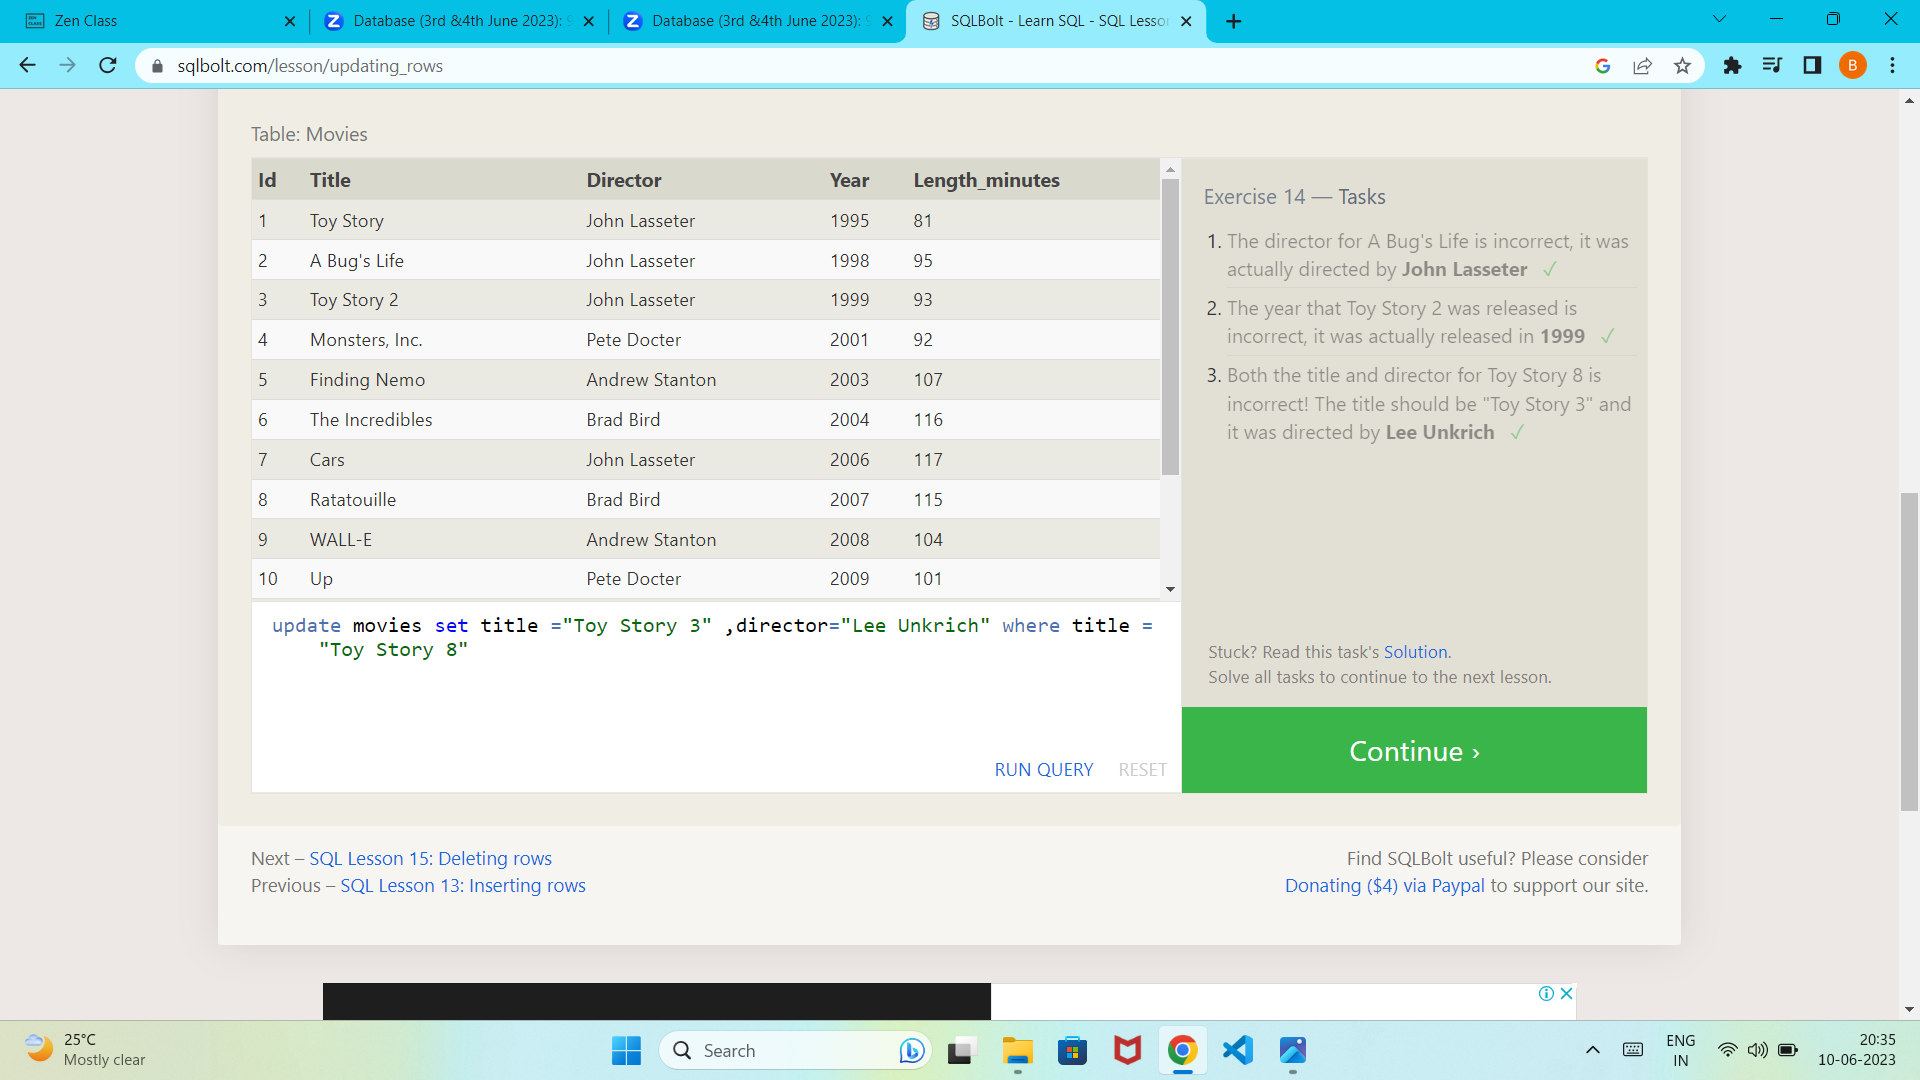 Zen Class
Database (3rd &4th June 2023):
Database (3rd &4th June 2023):
SQLBolt - Learn SQL - SQL Lesson
sqlbolt.com/lesson/updating_rows
B
Table: Movies
Id Title Director Year Length_minutes
1 Toy Story John Lasseter 1995 81
2 A Bug's Life John Lasseter 1998 95
3 Toy Story 2 John Lasseter 1999 93
4 Monsters, Inc. Pete Docter 2001 92
5 Finding Nemo Andrew Stanton 2003 107
6 The Incredibles Brad Bird 2004 116
7 Cars John Lasseter 2006 117
8 Ratatouille Brad Bird 2007 115
9 WALL-E Andrew Stanton 2008 104
10 Up Pete Docter 2009 101
update movies set title ="Toy Story 3" ,director="Lee Unkrich" where title =
"Toy Story 8"
RUN QUERY RESET
Exercise 14 — Tasks
1. The director for A Bug's Life is incorrect, it was
actually directed by John Lasseter ✓
2. The year that Toy Story 2 was released is
incorrect, it was actually released in 1999 ✓
3. Both the title and director for Toy Story 8 is
incorrect! The title should be "Toy Story 3" and
it was directed by Lee Unkrich ✓
Stuck? Read this task's Solution.
Solve all tasks to continue to the next lesson.
Continue ›
Next – SQL Lesson 15: Deleting rows
Previous – SQL Lesson 13: Inserting rows
Find SQLBolt useful? Please consider
Donating ($4) via Paypal to support our site.
25°C
Mostly clear
Search
ENG
IN
20:35
10-06-2023